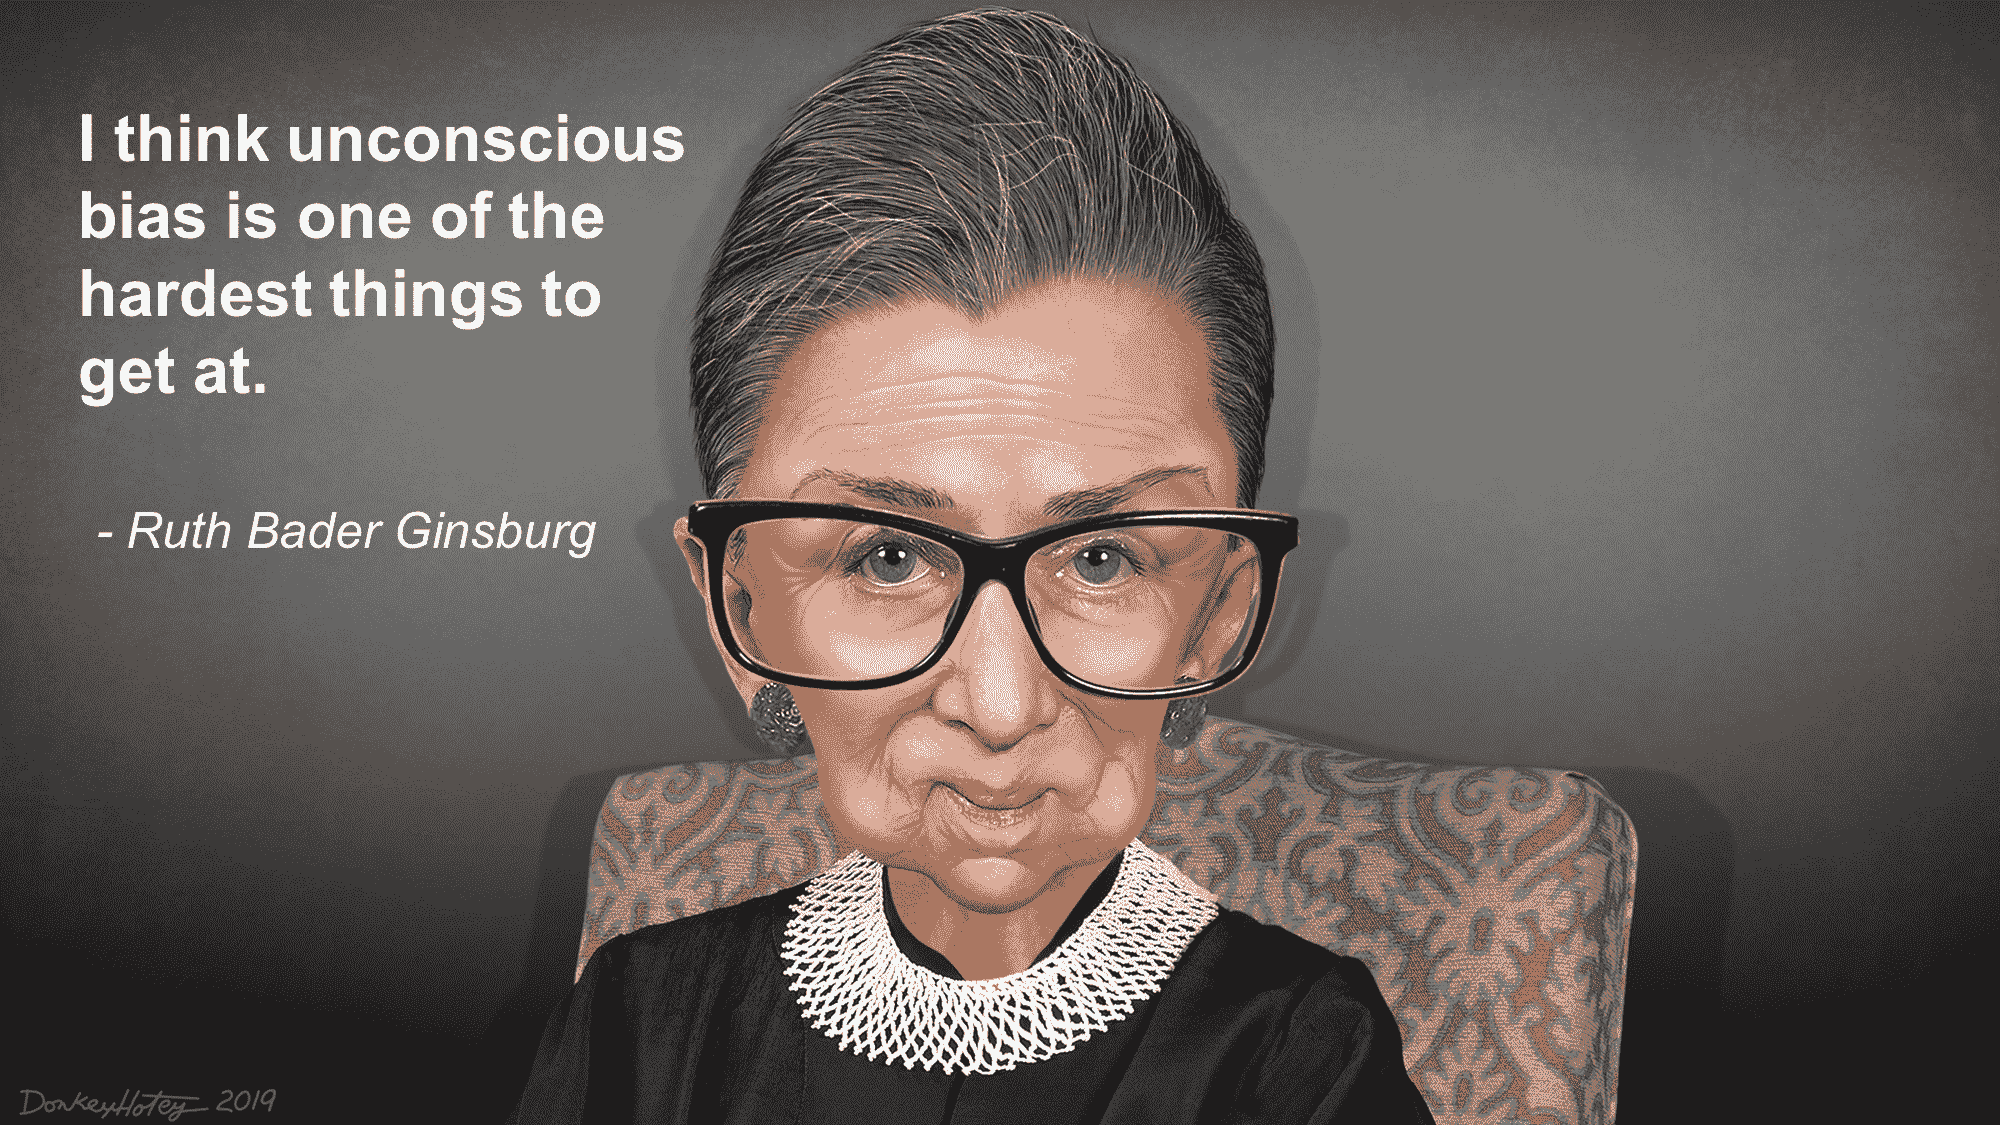 I think unconscious
bias is one of the
hardest things to
get at.
- Ruth Bader Ginsburg
DonkeyHotey 2019